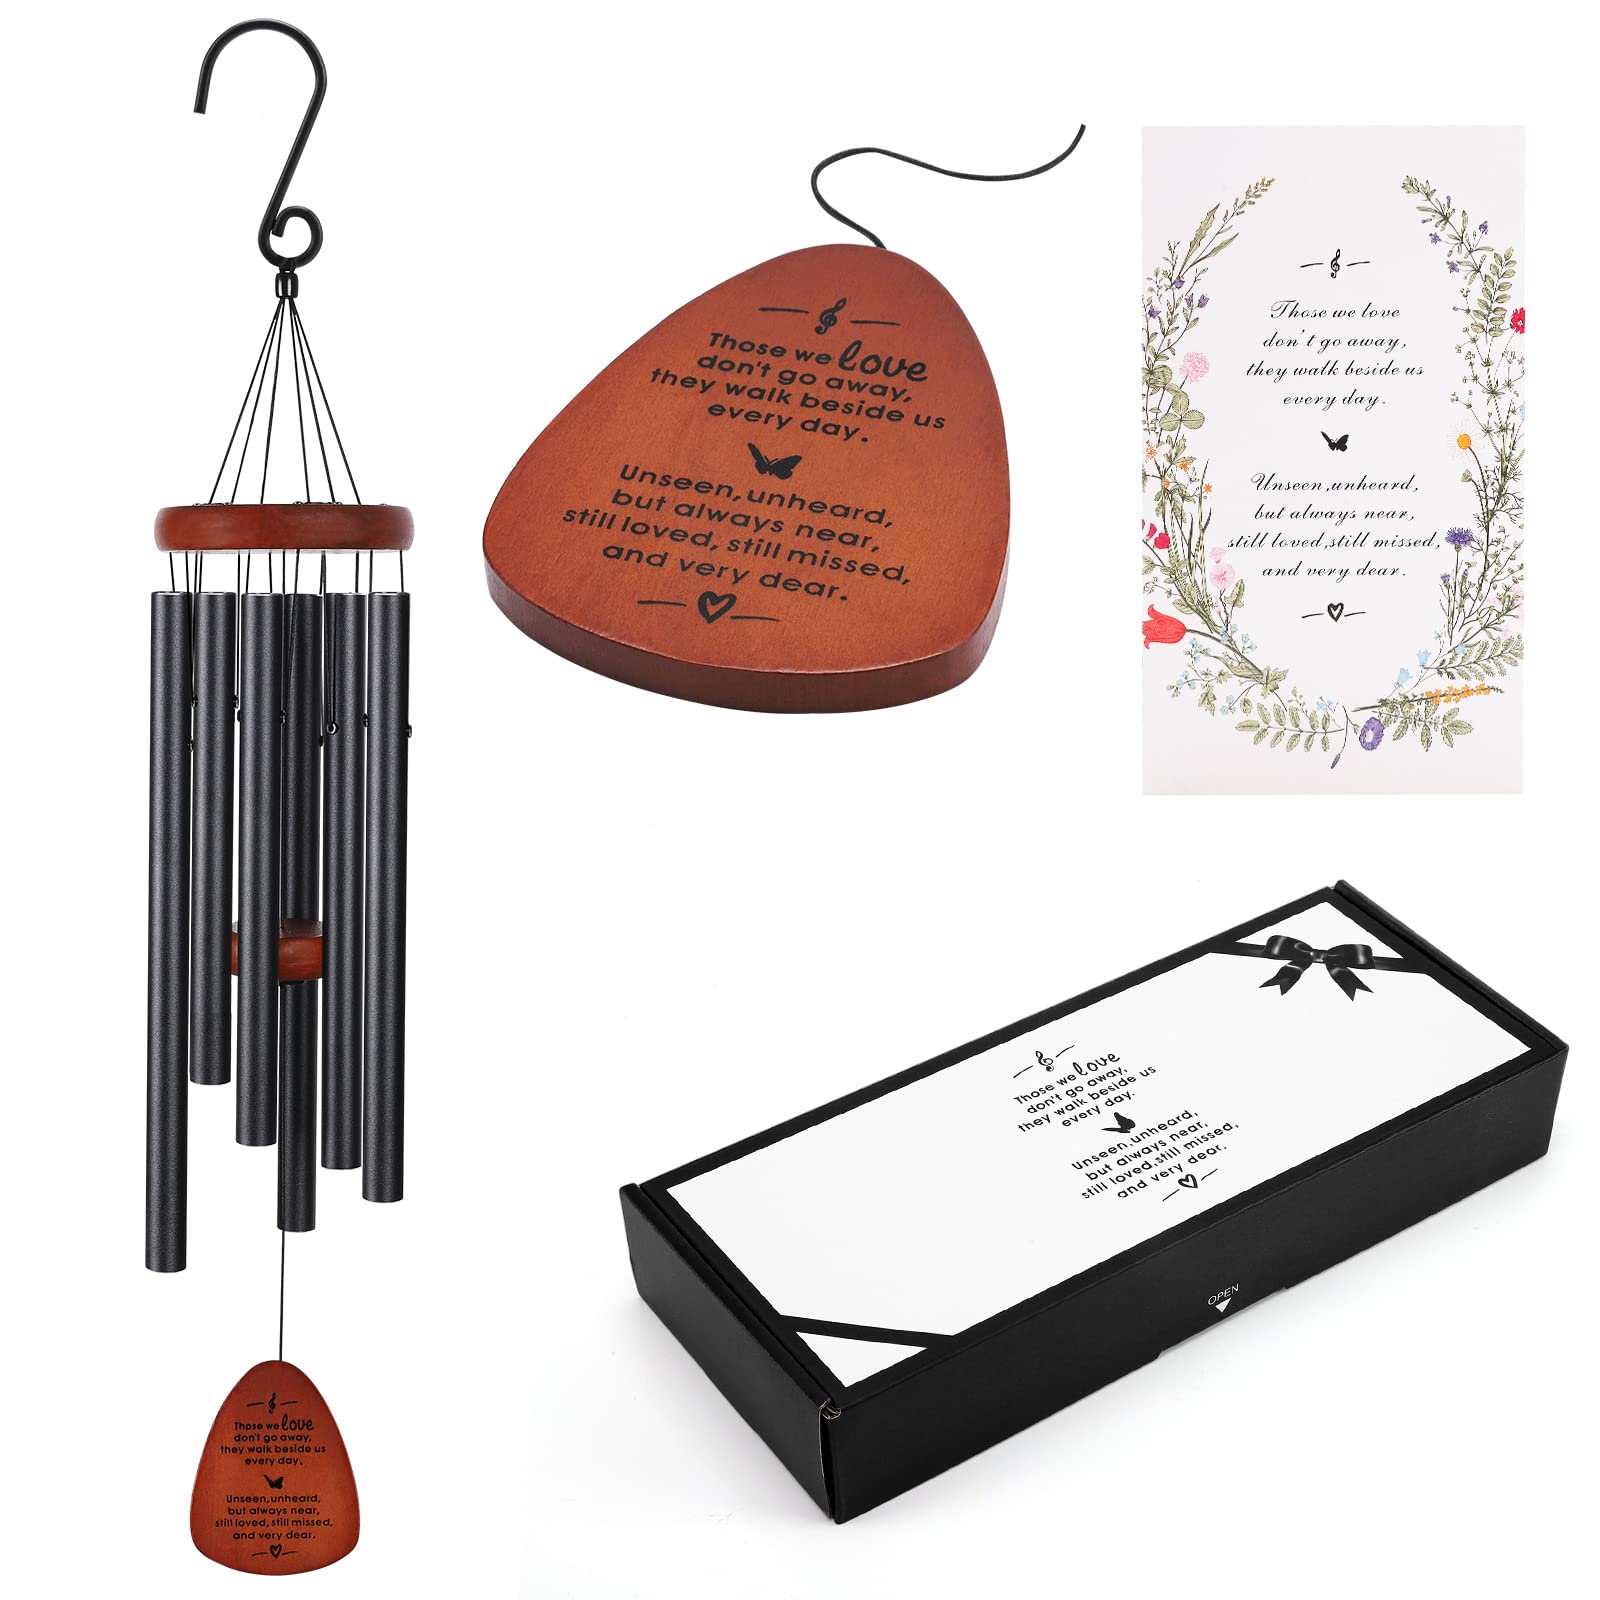 Those we love
don't go away,
they walk beside us
every day.
Unseen,unheard,
but always near,
still loved, still missed,
and very dear.
Those we love
don't go away,
they walk beside us
every day.
Unseen,unheard,
but always near,
still loved,still missed,
and very dear.
Those we love
don't go away,
they walk beside us
every day.
Unseen,unheard,
but always near,
still loved,still missed,
and very dear.
OPEN
Those we love
don't go away,
they walk beside us
every day.
Unseen,unheard,
but always near,
still loved, still missed,
and very dear.